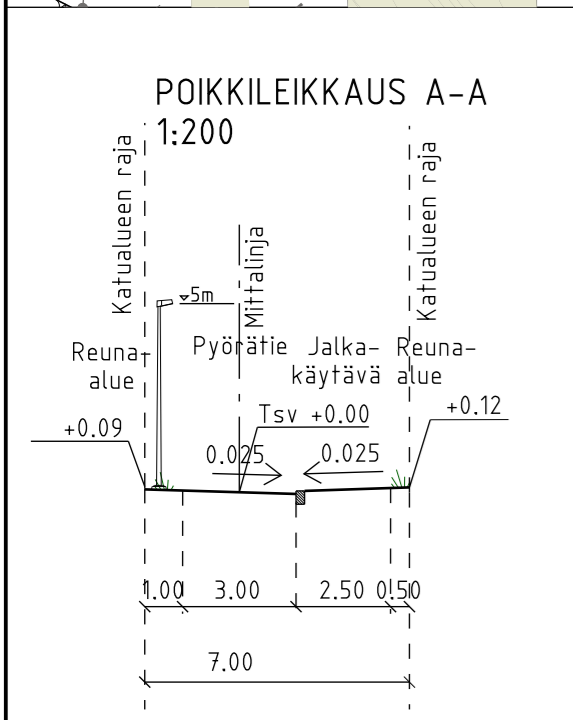 POIKKILEIKKAUS A-A
1:200
Katualueen raja
Katualueen raja
Mittalinja
5m
Reuna-
alue
Pyörätie
Jalka-
käytävä
Reuna-
alue
+0.09
Tsv +0.00
+0.12
0.025
0.025
1.00
3.00
2.50
0.50
7.00